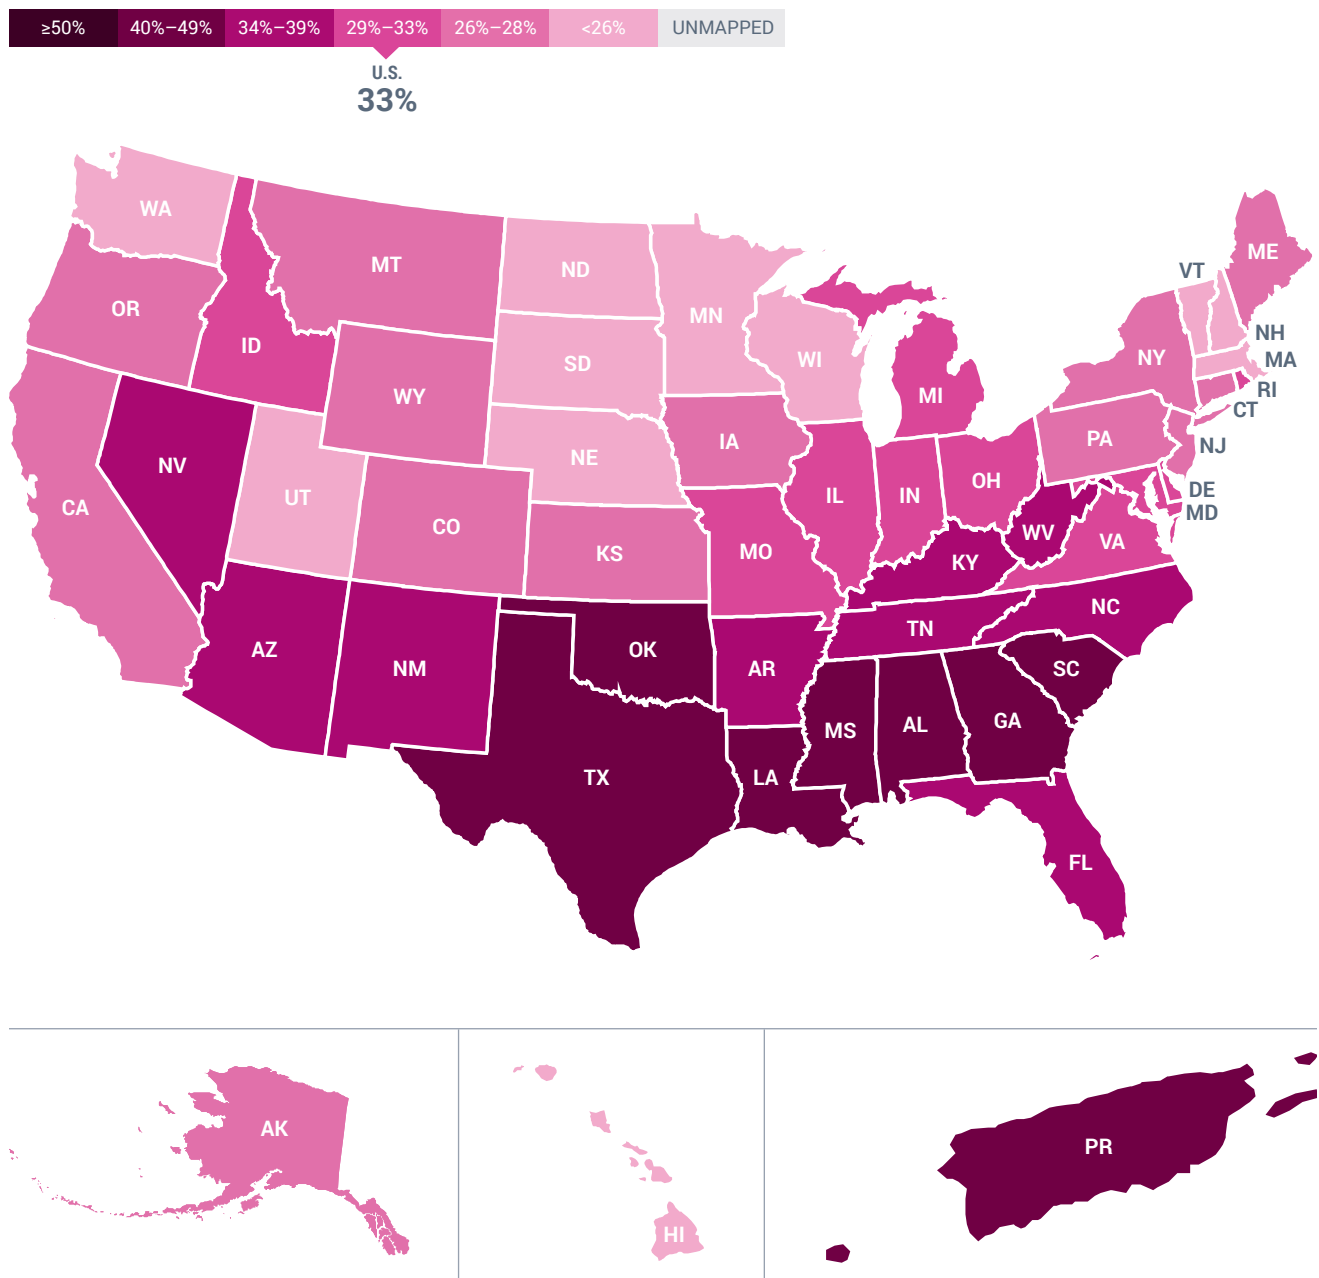 ≥50% 40%–49% 34%–39% 29%–33% 26%–28% <26% UNMAPPED
U.S.
33%
WA
MT
ND
MN
VT
ME
OR
ID
WY
SD
WI
MI
NY
NH
MA
RI
CT
NV
UT
CO
NE
IA
IL
IN
OH
PA
NJ
DE
MD
CA
KS
MO
KY
WV
VA
AZ
NM
OK
AR
TN
NC
TX
LA
MS
AL
GA
SC
FL
AK
HI
PR